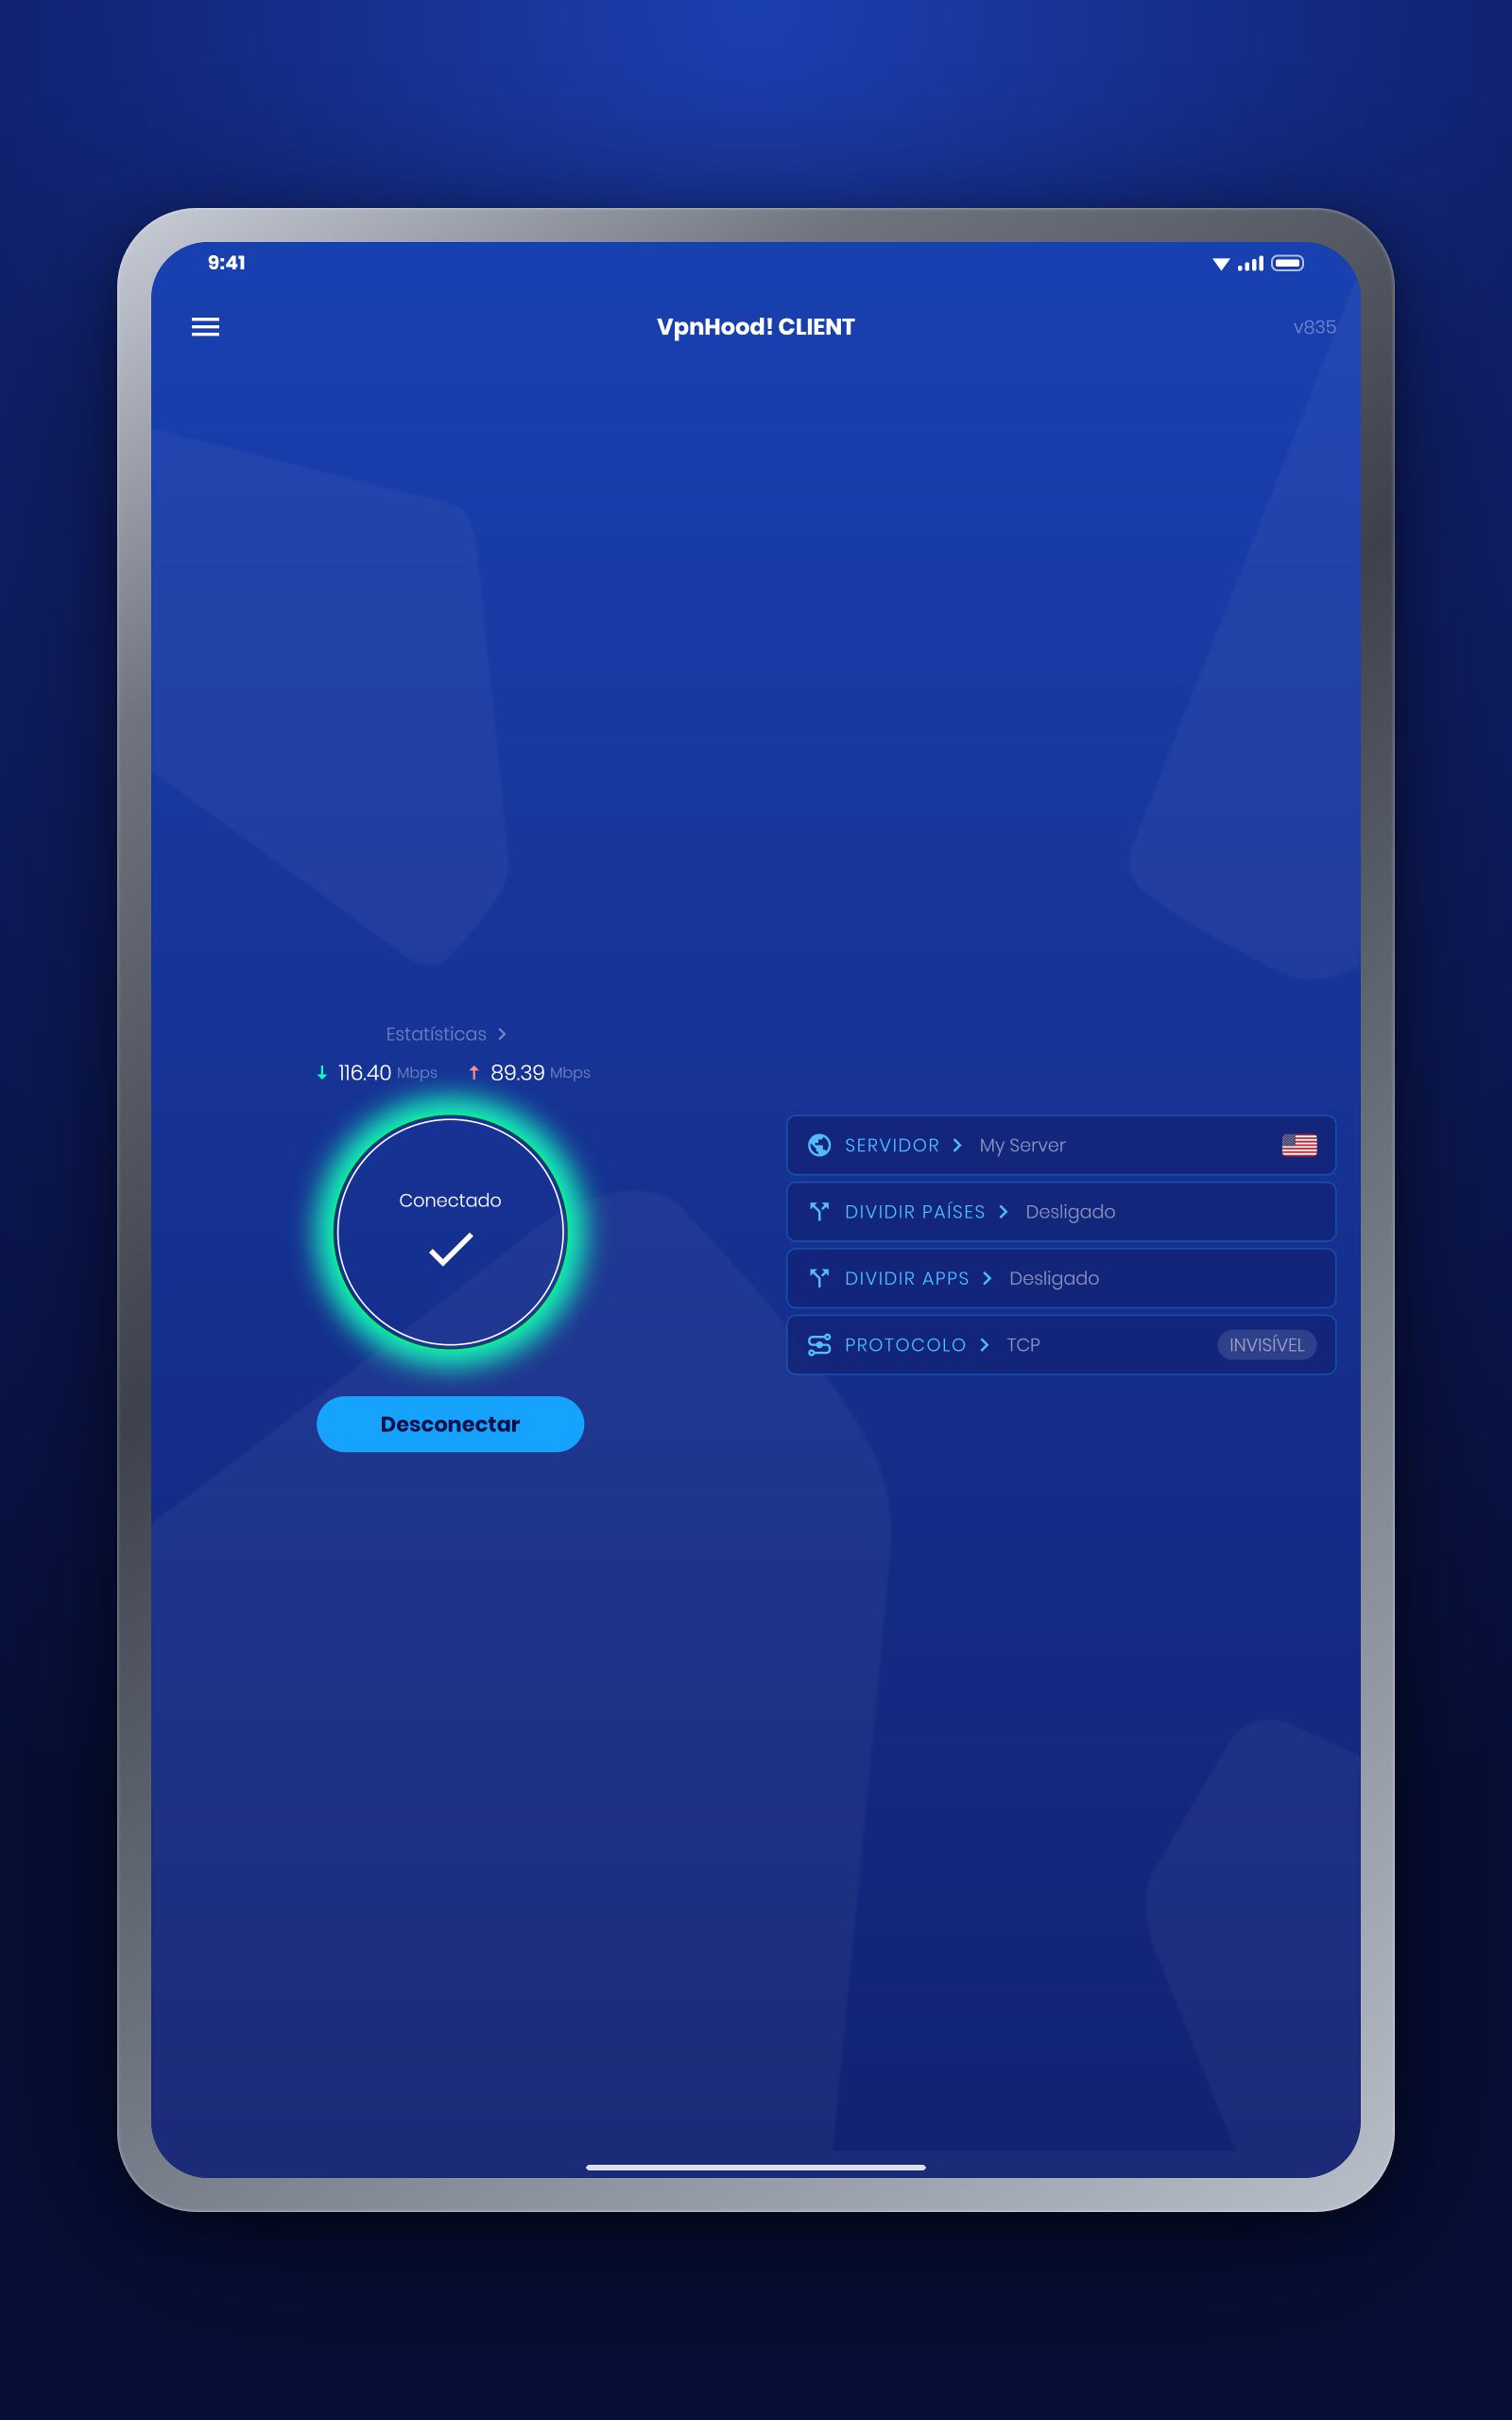 9:41
VpnHood! CLIENT
v835
Estatísticas
116.40 Mbps 89.39 Mbps
Conectado
Desconectar
SERVIDOR My Server
DIVIDIR PAÍSES Desligado
DIVIDIR APPS Desligado
PROTOCOLO TCP INVISÍVEL